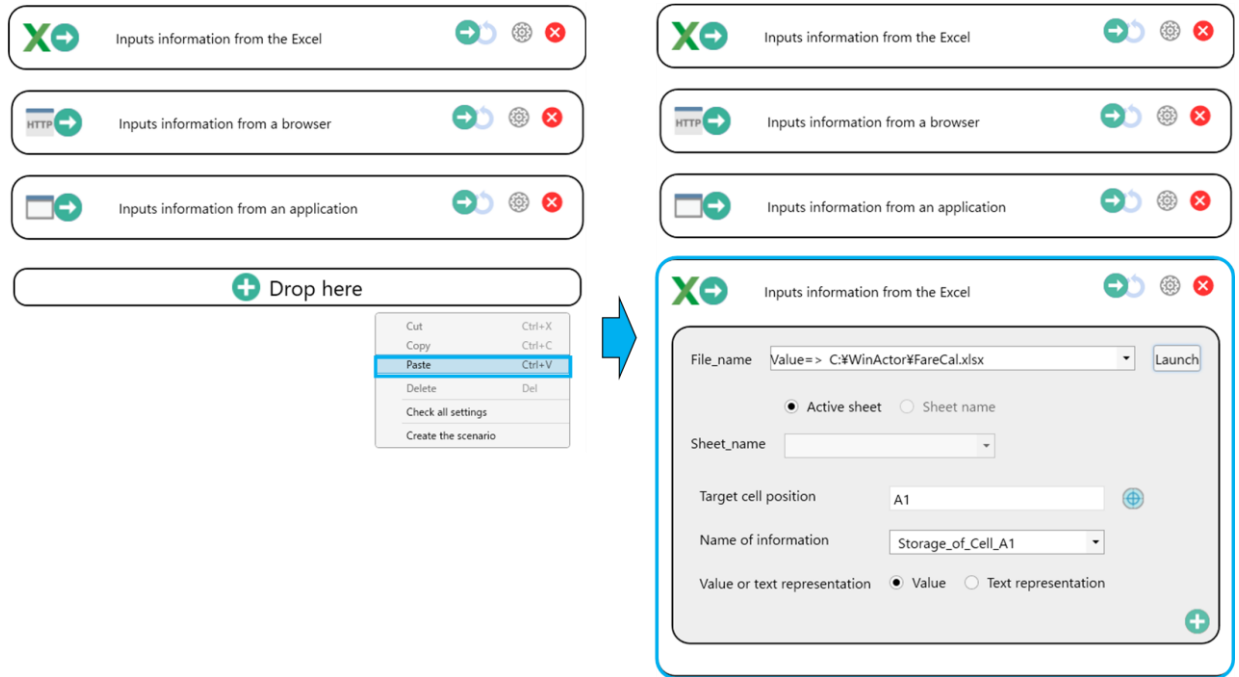 Inputs information from the Excel
HTTP
Inputs information from a browser
Inputs information from an application
Drop here
Cut Ctrl+X
Copy Ctrl+C
Paste Ctrl+V
Delete Del
Check all settings
Create the scenario
Inputs information from the Excel
HTTP
Inputs information from a browser
Inputs information from an application
Inputs information from the Excel
File_name Value=> C:¥WinActor¥FareCal.xlsx Launch
Active sheet Sheet name
Sheet_name
Target cell position A1
Name of information Storage_of_Cell_A1
Value or text representation Value Text representation